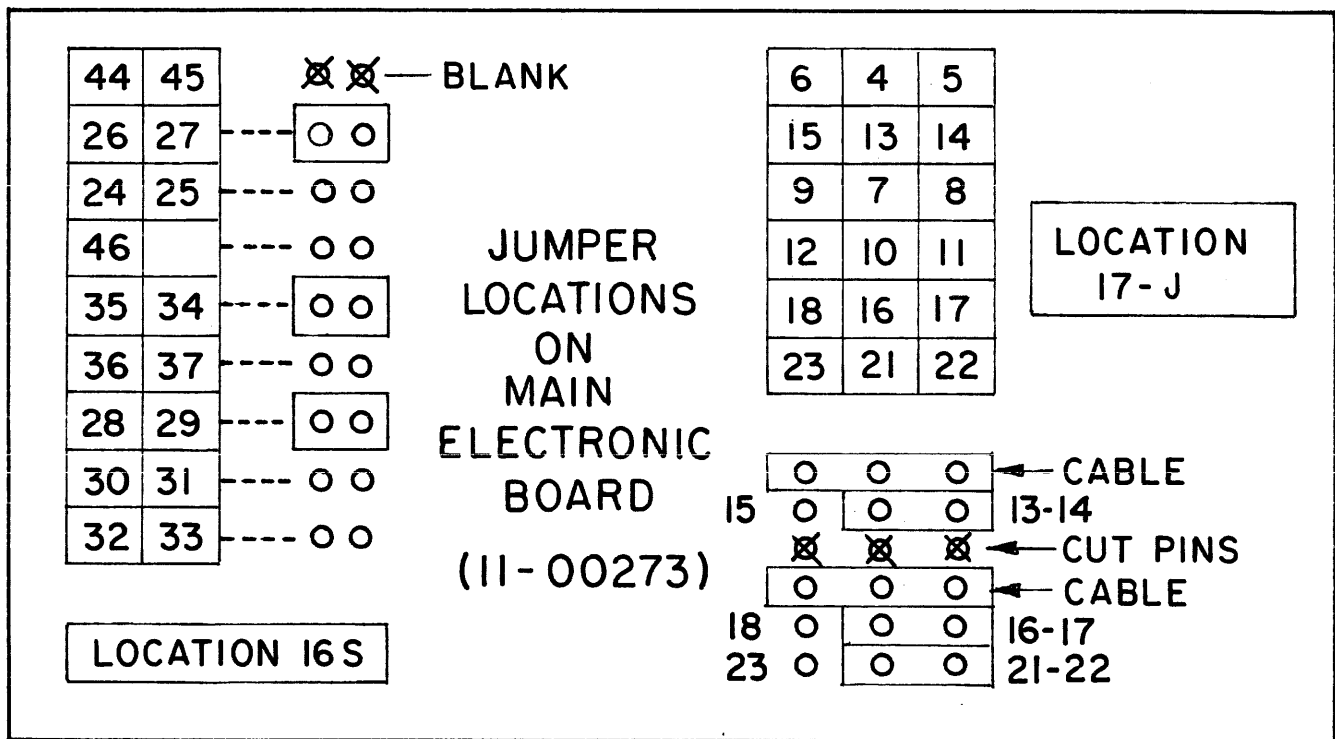 44 45 BLANK
26 27
24 25
46
35 34
36 37
28 29
30 31
32 33
LOCATION 16S
JUMPER
LOCATIONS
ON
MAIN
ELECTRONIC
BOARD
(11-00273)
6 4 5
15 13 14
9 7 8
12 10 11
18 16 17
23 21 22
LOCATION
17-J
CABLE
15 13-14
CUT PINS
CABLE
18 16-17
23 21-22